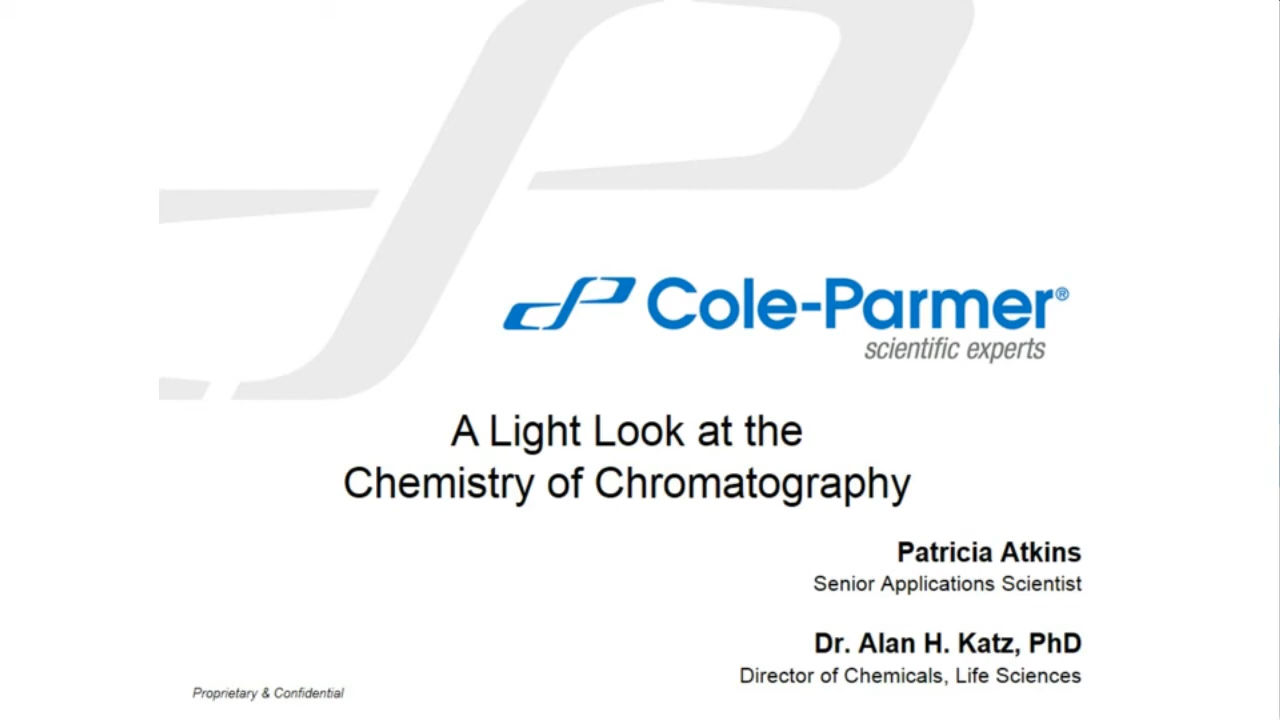 Cole-Parmer®
scientific experts
A Light Look at the
Chemistry of Chromatography
Patricia Atkins
Senior Applications Scientist
Dr. Alan H. Katz, PhD
Director of Chemicals, Life Sciences
Proprietary & Confidential